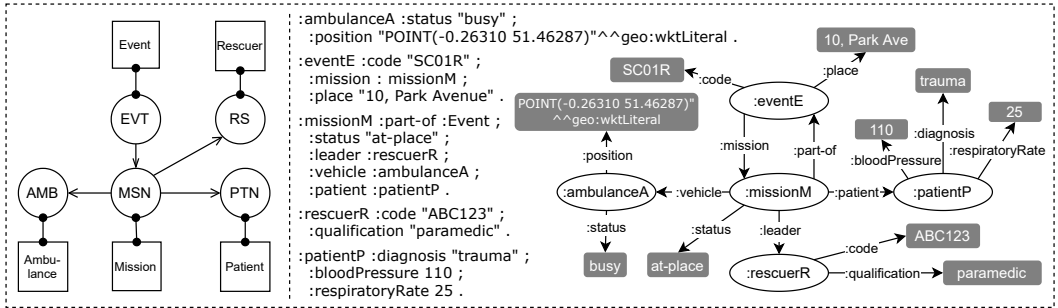 Event
Rescuer
EVT
RS
AMB
MSN
PTN
Ambu-
lance
Mission
Patient
:ambulanceA :status "busy" ;
:position "POINT(-0.26310 51.46287)"^^geo:wktLiteral .
:eventE :code "SC01R" ;
:mission : missionM ;
:place "10, Park Avenue" .
:missionM :part-of :Event ;
:status "at-place" ;
:leader :rescuerR ;
:vehicle :ambulanceA ;
:patient :patientP .
:rescuerR :code "ABC123" ;
:qualification "paramedic" .
:patientP :diagnosis "trauma" ;
:bloodPressure 110 ;
:respiratoryRate 25 .
10, Park Ave
SC01R
:code
:place
trauma
POINT(-0.26310 51.46287)"
^^geo:wktLiteral
:eventE
25
110
:diagnosis
:mission
:part-of
:respiratoryRate
:bloodPressure
:position
:ambulanceA
:vehicle
:missionM
:patient
:patientP
:status
:status
:leader
:code
ABC123
busy
at-place
:rescuerR
:qualification
paramedic